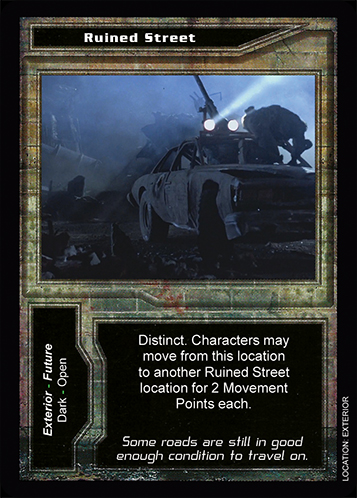 Ruined Street
Distinct. Characters may
move from this location
to another Ruined Street
location for 2 Movement
Points each.
Some roads are still in good
enough condition to travel on.
Exterior - Future
Dark - Open
LOCATION: EXTERIOR